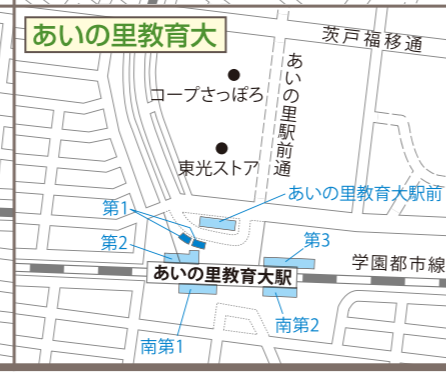 あいの里教育大
茨戸福移通
コープさっぽろ
あいの里駅前通
東光ストア
あいの里教育大駅前
第1
第2
第3
学園都市線
あいの里教育大駅
南第2
南第1